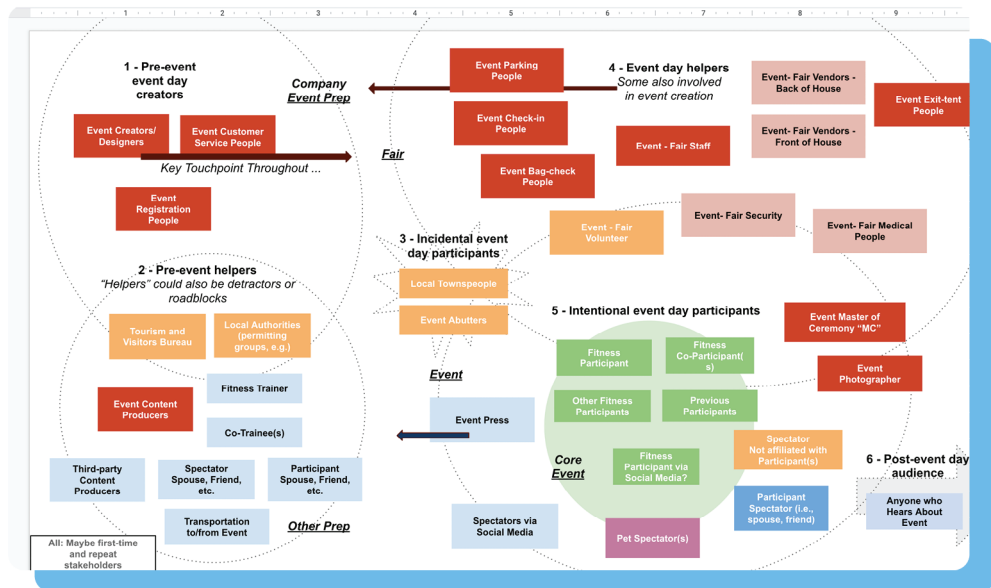 1 2 3 4 5 6 7 8 9
1 - Pre-event
event day
creators
Company
Event Prep
Event Creators/
Designers
Event Customer
Service People
Key Touchpoint Throughout ...
Event
Registration
People
Fair
Event Parking
People
4 - Event day helpers
Some also involved
in event creation
Event Check-in
People
Event Bag-check
People
Event - Fair Staff
Event- Fair Vendors -
Back of House
Event- Fair Vendors -
Front of House
Event Exit-tent
People
Event - Fair
Volunteer
Event- Fair Security
Event- Fair Medical
People
3 - Incidental event
day participants
Local Townspeople
Event Abutters
2 - Pre-event helpers
“Helpers” could also be detractors or
roadblocks
Tourism and
Visitors Bureau
Local Authorities
(permitting
groups, e.g.)
Fitness Trainer
Event Content
Producers
Co-Trainee(s)
Third-party
Content
Producers
Spectator
Spouse, Friend,
etc.
Participant
Spouse, Friend,
etc.
Transportation
to/from Event
Other Prep
All: Maybe first-time
and repeat
stakeholders
Event
Event Press
Spectators via
Social Media
5 - Intentional event day participants
Fitness
Participant
Fitness
Co-Participant(
s)
Other Fitness
Participants
Previous
Participants
Core
Event
Fitness
Participant via
Social Media?
Pet Spectator(s)
Event Master of
Ceremony “MC”
Event
Photographer
Spectator
Not affiliated with
Participant(s)
Participant
Spectator (i.e.,
spouse, friend)
6 - Post-event day
audience
Anyone who
Hears About
Event